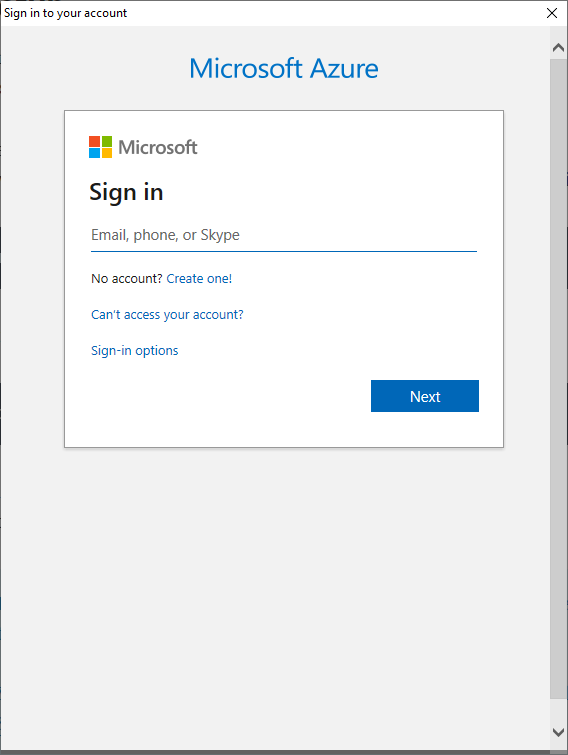 Sign in to your account
Microsoft Azure
Microsoft
Sign in
Email, phone, or Skype
No account? Create one!
Can't access your account?
Sign-in options
Next